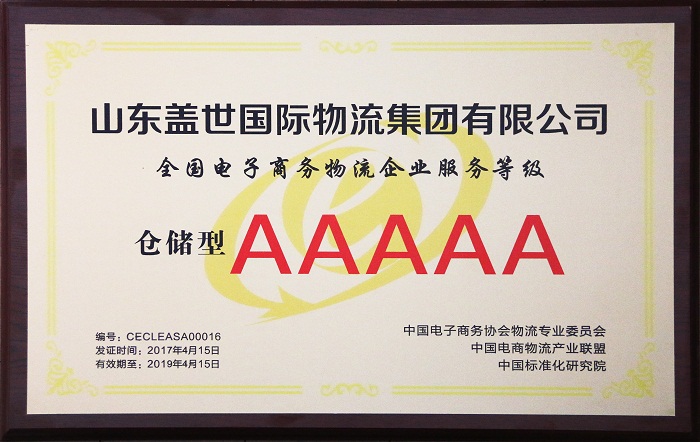 山东盖世国际物流集团有限公司
全国电子商务物流企业服务等级
仓储型 AAAAA
编号：CECLEASA00016
发证时间：2017年4月15日
有效期至：2019年4月15日
中国电子商务协会物流专业委员会
中国电商物流产业联盟
中国标准化研究院